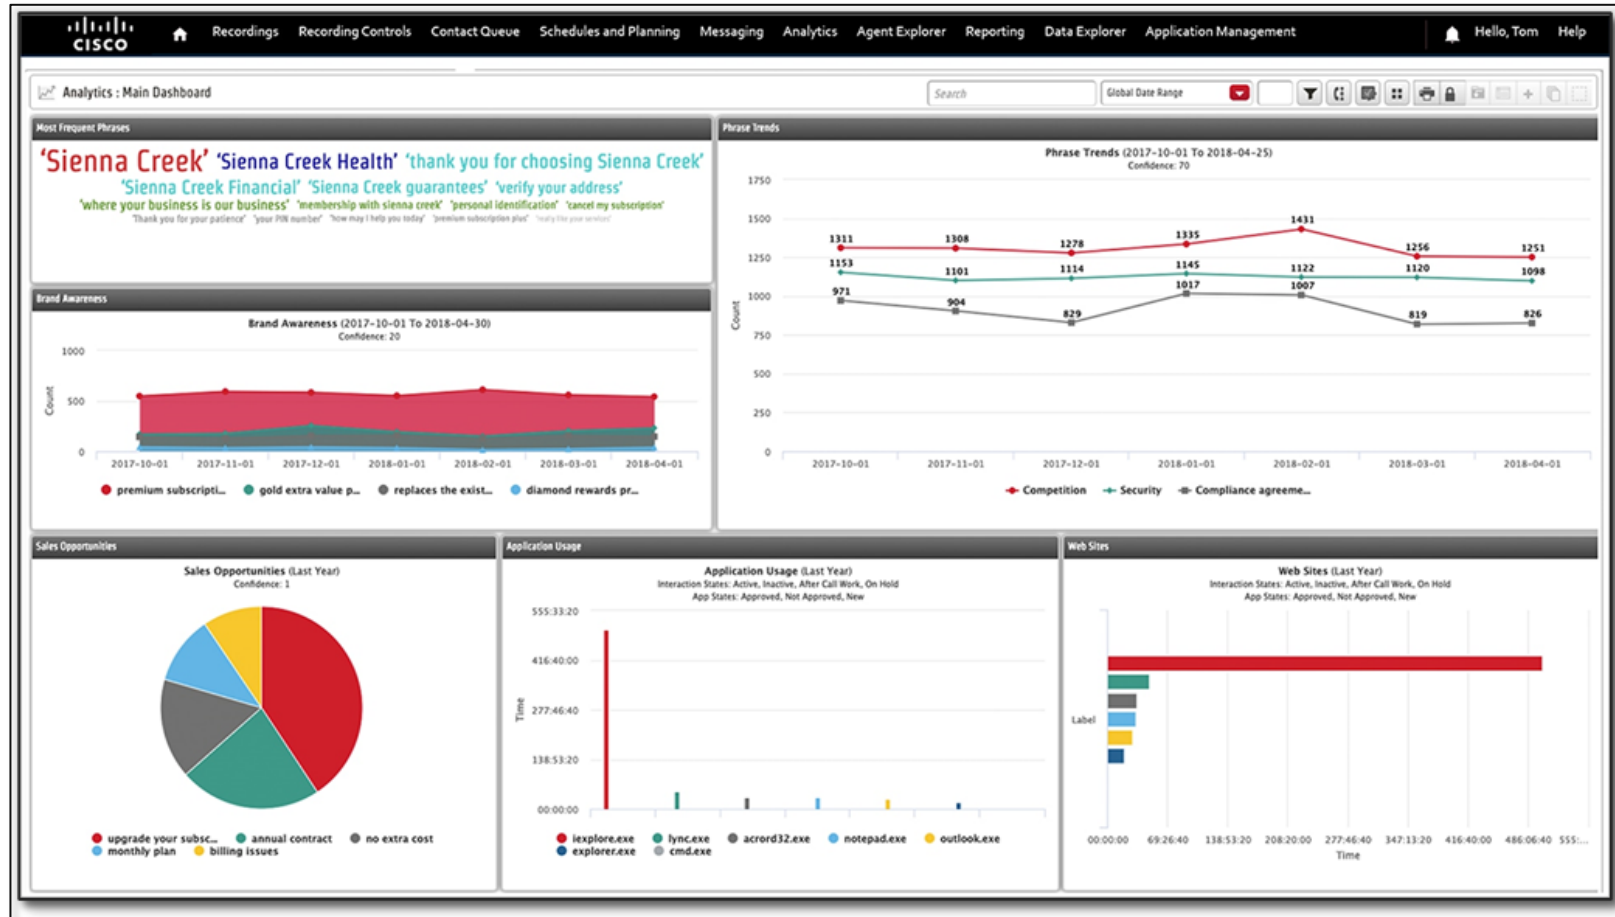 CISCO Recordings Recording Controls Contact Queue Schedules and Planning Messaging Analytics Agent Explorer Reporting Data Explorer Application Management Hello, Tom Help
Analytics : Main Dashboard Search Global Date Range
Most Frequent Phrases
'Sienna Creek' 'Sienna Creek Health' 'thank you for choosing Sienna Creek'
'Sienna Creek Financial' 'Sienna Creek guarantees' 'verify your address'
'where your business is our business' 'membership with sienna creek' 'personal identification' 'cancel my subscription'
'Thank you for your patience' 'your PIN number' 'how may I help you today' 'premium subscription plus' 'really like your services'
Brand Awareness
Brand Awareness (2017-10-01 To 2018-04-30)
Confidence: 20
1000
500
0
Count
2017-10-01 2017-11-01 2017-12-01 2018-01-01 2018-02-01 2018-03-01 2018-04-01
premium subscripti... gold extra value p... replaces the exist... diamond rewards pr...
Phrase Trends
Phrase Trends (2017-10-01 To 2018-04-25)
Confidence: 70
1750
1500
1250
1000
750
500
250
0
Count
1311 1308 1278 1335 1431 1256 1251
1153 1101 1114 1145 1122 1120 1098
971 904 829 1017 1007 819 826
2017-10-01 2017-11-01 2017-12-01 2018-01-01 2018-02-01 2018-03-01 2018-04-01
Competition Security Compliance agreeme...
Sales Opportunities
Sales Opportunities (Last Year)
Confidence: 1
upgrade your subsc... annual contract no extra cost
monthly plan billing issues
Application Usage
Application Usage (Last Year)
Interaction States: Active, Inactive, After Call Work, On Hold
App States: Approved, Not Approved, New
555:33:20
416:40:00
277:46:40
138:53:20
00:00:00
Time
iexplore.exe lync.exe acrord32.exe notepad.exe outlook.exe
explorer.exe cmd.exe
Web Sites
Web Sites (Last Year)
Interaction States: Active, Inactive, After Call Work, On Hold
App States: Approved, Not Approved, New
Label
00:00:00 69:26:40 138:53:20 208:20:00 277:46:40 347:13:20 416:40:00 486:06:40 555:...
Time